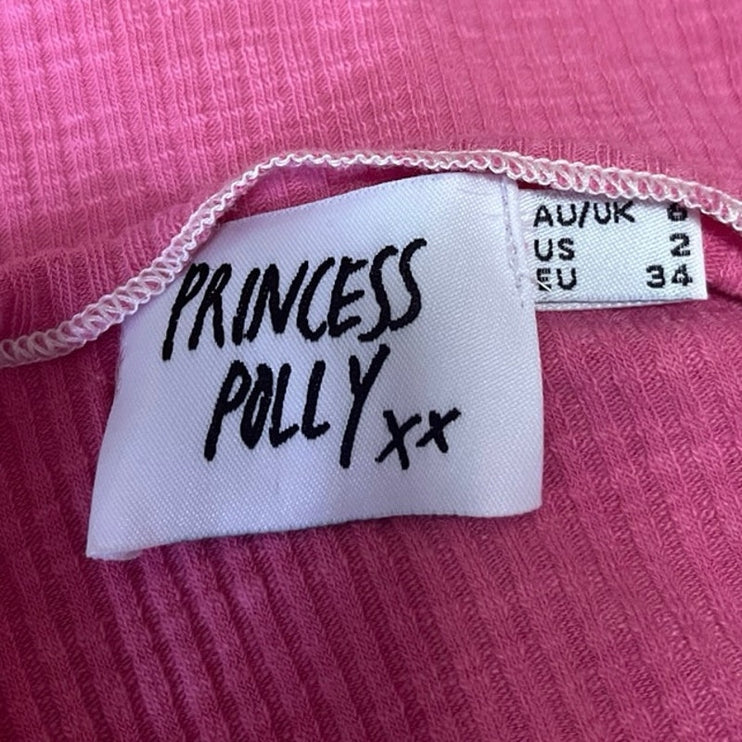 PRINCESS
POLLY xx
AU/UK 6
US 2
EU 34